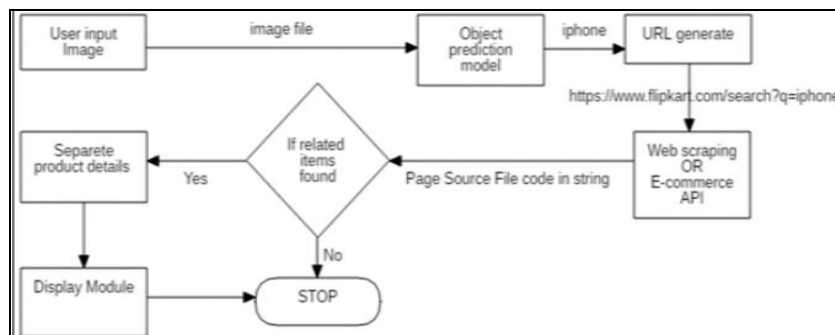 User input
Image
image file
Object
prediction
model
iphone
URL generate
https://www.flipkart.com/search?q=iphone
Web scraping
OR
E-commerce
API
Page Source File code in string
If related
items
found
Yes
Separete
product details
No
Display Module
STOP